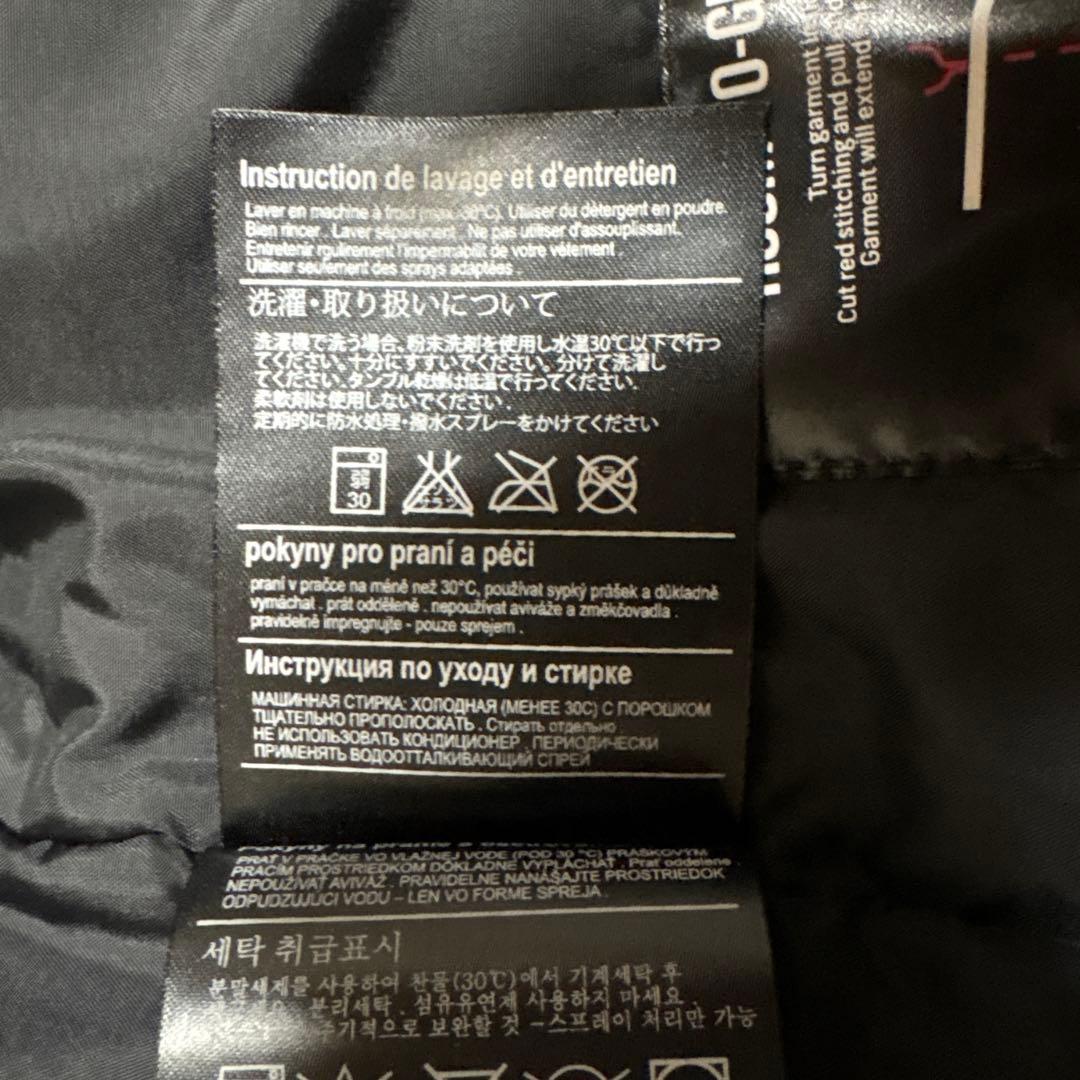 Instruction de lavage et d'entretien
Laver en machine à froid (max. 30°C). Utiliser du détergent en poudre.
Bien rincer . Laver séparément . Ne pas utiliser d'assouplissant.
Entretenir rgulirement l'impermabilt de votre vêtement .
Utiliser seulement des sprays adaptées .
洗濯・取り扱いについて
洗濯機で洗う場合、粉末洗剤を使用し水温30℃以下で行っ
てください。十分にすすいでください。分けて洗濯し
てください。タンブル乾燥は低温で行ってください.
柔軟剤は使用しないでください .
定期的に防水処理・撥水スプレーをかけてください
弱
30
pokyny pro praní a péči
praní v pračce na méně než 30°C, používat sypký prášek a důkladně
vymáchat . prát odděleně . nepoužívat aviváže a změkčovadla .
pravidelně impregnujte - pouze sprejem .
Инструкция по уходу и стирке
МАШИННАЯ СТИРКА: ХОЛОДНАЯ (МЕНЕЕ 30С) С ПОРОШКОМ
ТЩАТЕЛЬНО ПРОПОЛОСКАТЬ . Стирать отдельно .
НЕ ИСПОЛЬЗОВАТЬ КОНДИЦИОНЕР . ПЕРИОДИЧЕСКИ
ПРИМЕНЯТЬ ВОДООТТАЛКИВАЮЩИЙ СПРЕЙ
PRAŤ V PRÁČKE VO VLAŽNEJ VODE (POD 30 °C) PRÁŠKOVÝM
PRACÍM PROSTRIEDKOM DÔKLADNE VYPLÁCHAŤ . Prať oddelene
NEPOUŽÍVAŤ AVIVÁŽ . PRAVIDELNE NANÁŠAJTE PROSTRIEDOK
ODPUDZUJUCI VODU – LEN VO FORME SPREJA .
세탁 취급표시
분말세제를 사용하여 찬물(30℃)에서 기계세탁 후
분리세탁 . 섬유유연제 사용하지 마세요 .
주기적으로 보완할 것 -스프레이 처리만 가능
O-G
Turn garment
Cut red stitching and pull
Garment will extend